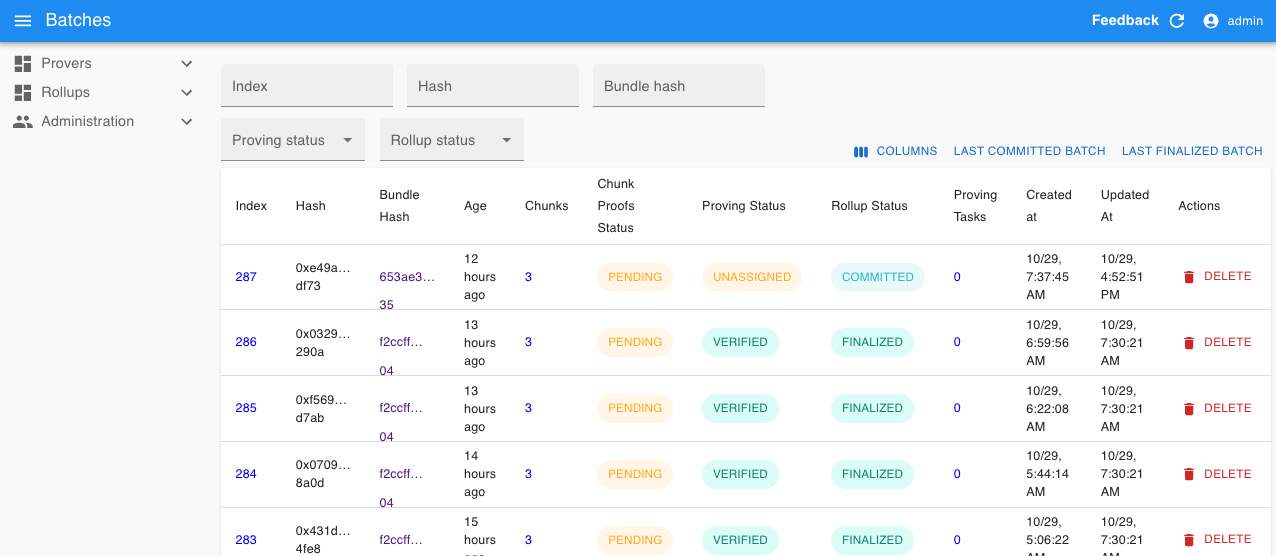 Batches
Feedback
admin
Provers
Rollups
Administration
Index
Hash
Bundle hash
Proving status
Rollup status
COLUMNS
LAST COMMITTED BATCH
LAST FINALIZED BATCH
Index
Hash
Bundle
Hash
Age
Chunks
Chunk
Proofs
Status
Proving Status
Rollup Status
Proving
Tasks
Created
at
Updated
At
Actions
287
0xe49a...
df73
653ae3...
35
12
hours
ago
3
PENDING
UNASSIGNED
COMMITTED
0
10/29,
7:37:45
AM
10/29,
4:52:51
PM
DELETE
286
0x0329...
290a
f2ccff...
04
13
hours
ago
3
PENDING
VERIFIED
FINALIZED
0
10/29,
6:59:56
AM
10/29,
7:30:21
AM
DELETE
285
0xf569...
d7ab
f2ccff...
04
13
hours
ago
3
PENDING
VERIFIED
FINALIZED
0
10/29,
6:22:08
AM
10/29,
7:30:21
AM
DELETE
284
0x0709...
8a0d
f2ccff...
04
14
hours
ago
3
PENDING
VERIFIED
FINALIZED
0
10/29,
5:44:14
AM
10/29,
7:30:21
AM
DELETE
283
0x431d...
4fe8
f2ccff...
15
hours
3
PENDING
VERIFIED
FINALIZED
0
10/29,
5:06:22
AM
10/29,
7:30:21
AM
DELETE